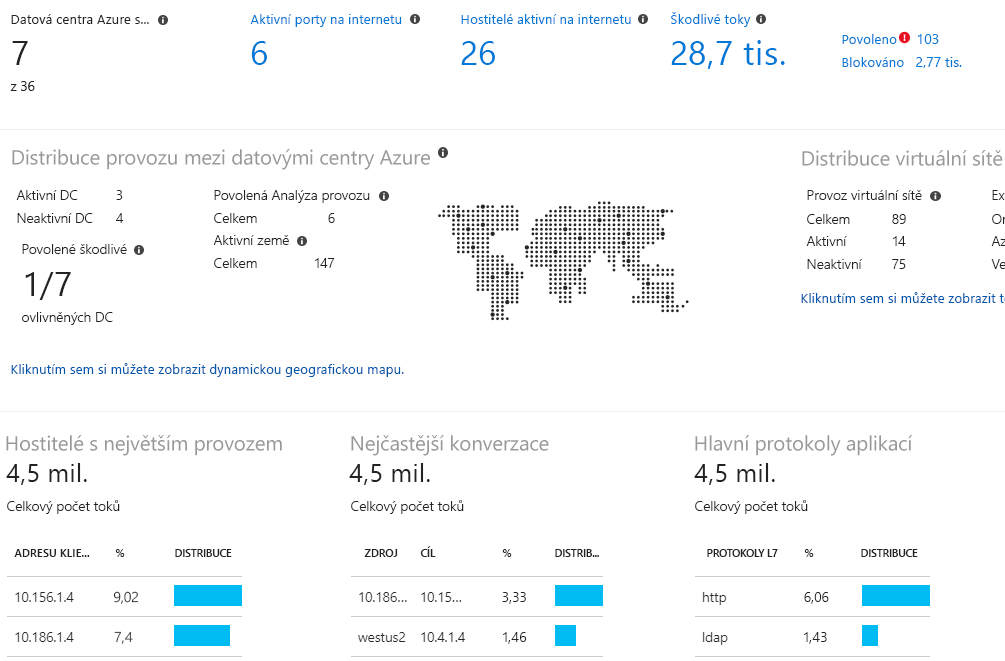 Datová centra Azure s...
7
z 36
Aktivní porty na internetu
6
Hostitelé aktivní na internetu
26
Škodlivé toky
28,7 tis.
Povoleno 103
Blokováno 2,77 tis.
Distribuce provozu mezi datovými centry Azure
Aktivní DC 3
Neaktivní DC 4
Povolené škodlivé
1/7
ovlivněných DC
Povolená Analýza provozu
Celkem 6
Aktivní země
Celkem 147
Kliknutím sem si můžete zobrazit dynamickou geografickou mapu.
Distribuce virtuální sítě
Provoz virtuální sítě Ex
Celkem 89 Or
Aktivní 14 Az
Neaktivní 75 Ve
Kliknutím sem si můžete zobrazit t
Hostitelé s největším provozem
4,5 mil.
Celkový počet toků
ADRESU KLIE... % DISTRIBUCE
10.156.1.4 9,02
10.186.1.4 7,4
Nejčastější konverzace
4,5 mil.
Celkový počet toků
ZDROJ CÍL % DISTRIB...
10.186... 10.15... 3,33
westus2 10.4.1.4 1,46
Hlavní protokoly aplikací
4,5 mil.
Celkový počet toků
PROTOKOLY L7 % DISTRIBUCE
http 6,06
ldap 1,43